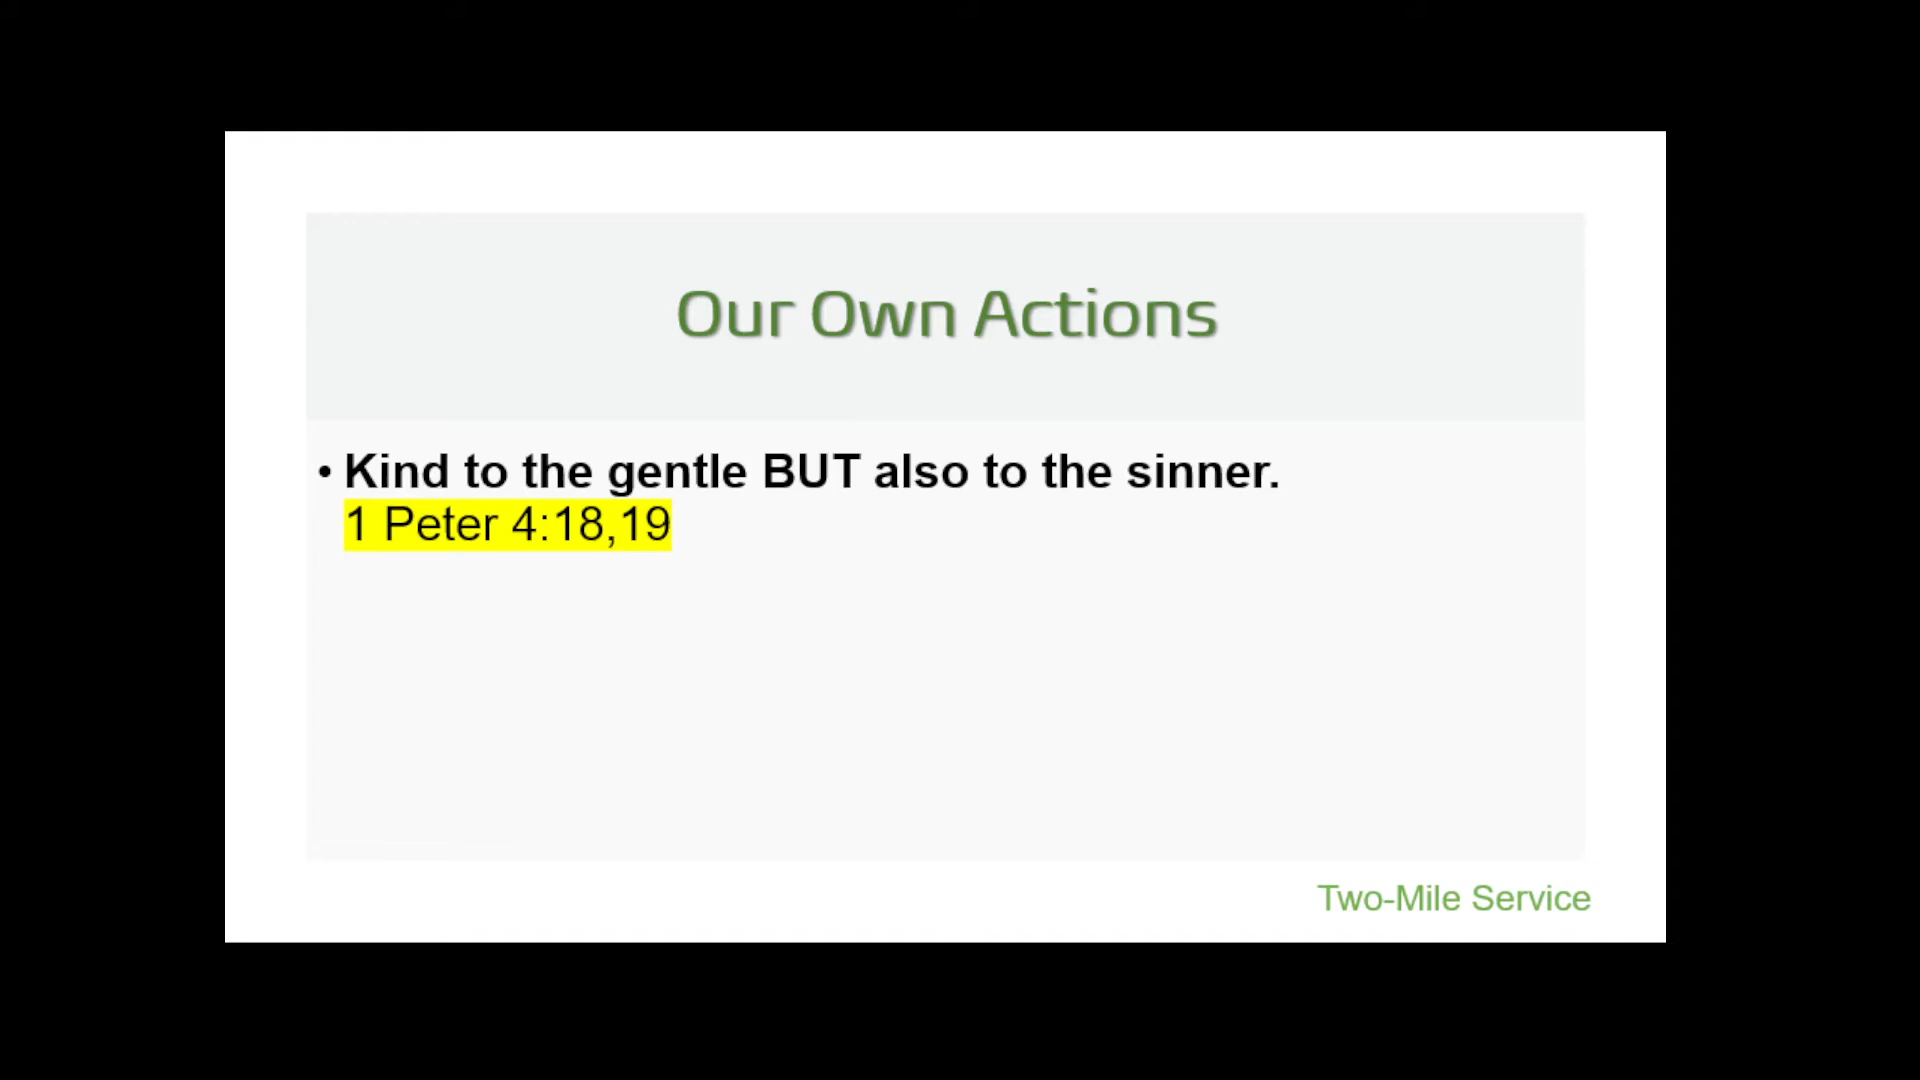 Our Own Actions
• Kind to the gentle BUT also to the sinner.
1 Peter 4:18,19
Two-Mile Service